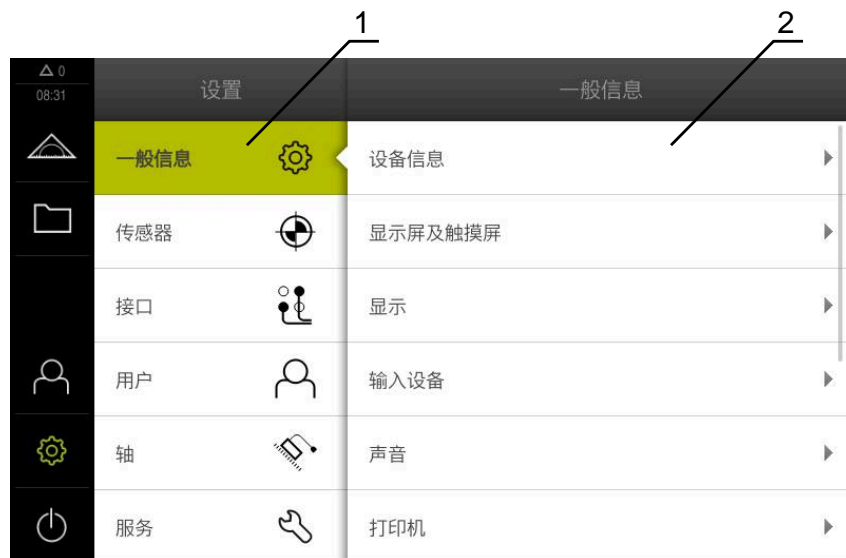 1
2
△ 0
08:31
设置
一般信息
一般信息
设备信息
传感器
显示屏及触摸屏
接口
显示
用户
输入设备
轴
声音
服务
打印机